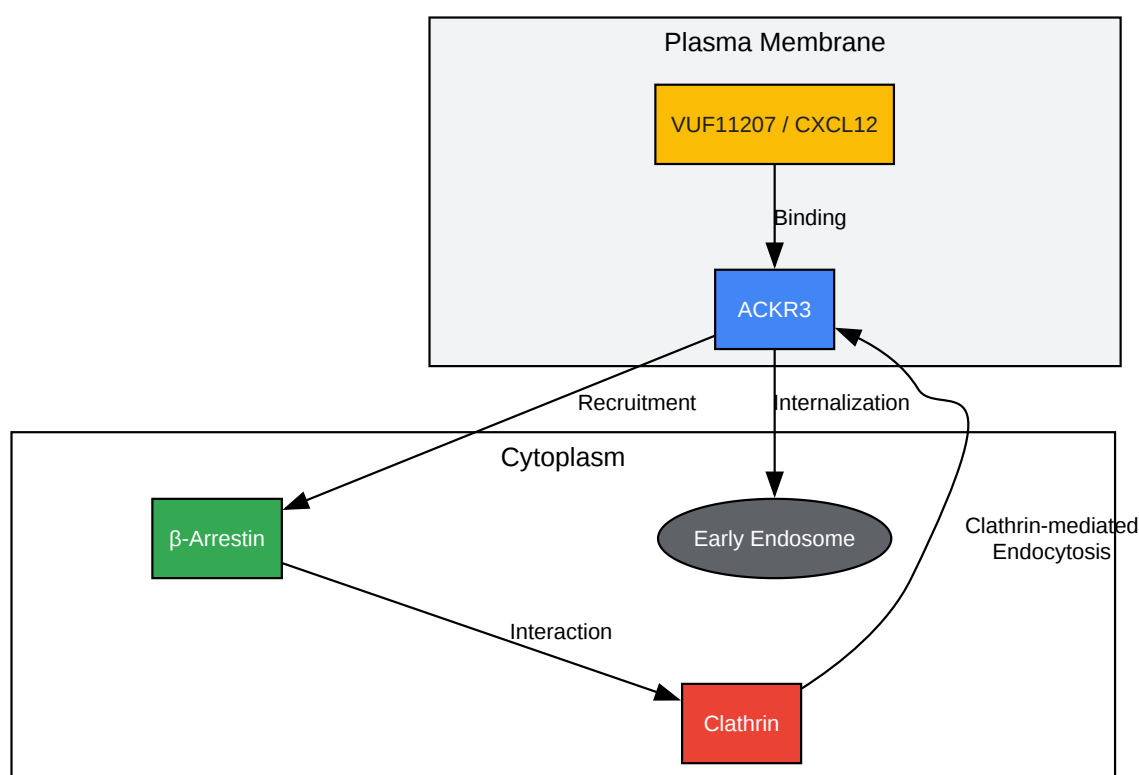 Plasma Membrane
VUF11207 / CXCL12
Binding
ACKR3
Recruitment
Internalization
Cytoplasm
β-Arrestin
Early Endosome
Clathrin-mediated
Endocytosis
Interaction
Clathrin